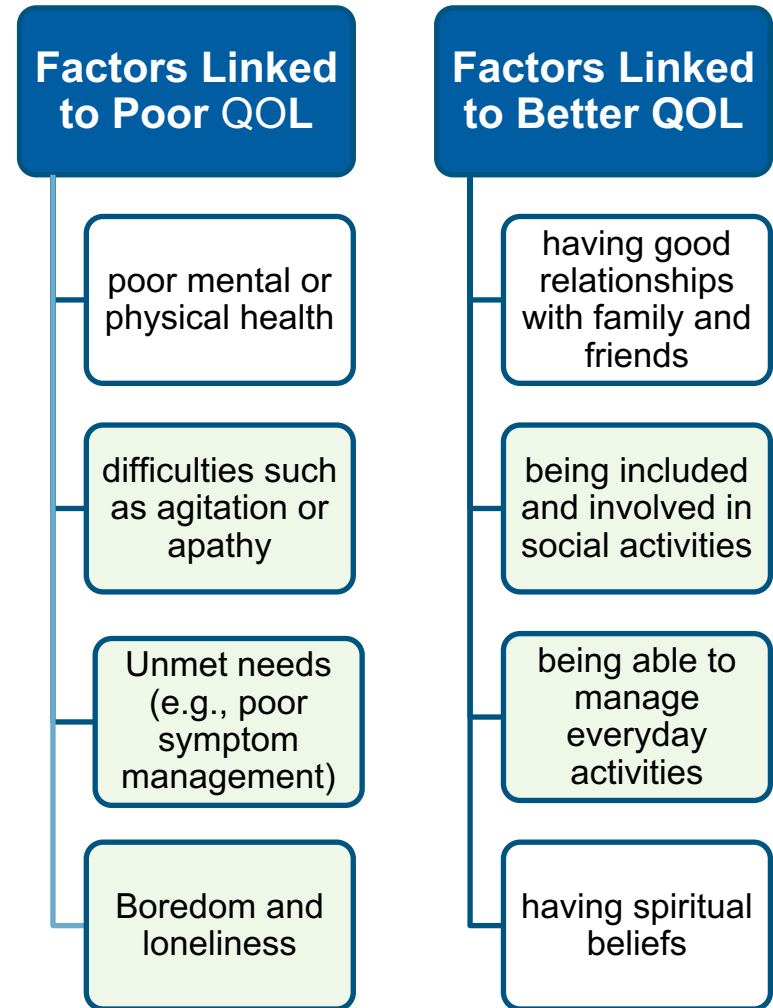 Factors Linked
to Poor QOL
poor mental or
physical health
difficulties such
as agitation or
apathy
Unmet needs
(e.g., poor
symptom
management)
Boredom and
loneliness
Factors Linked
to Better QOL
having good
relationships
with family and
friends
being included
and involved in
social activities
being able to
manage
everyday
activities
having spiritual
beliefs